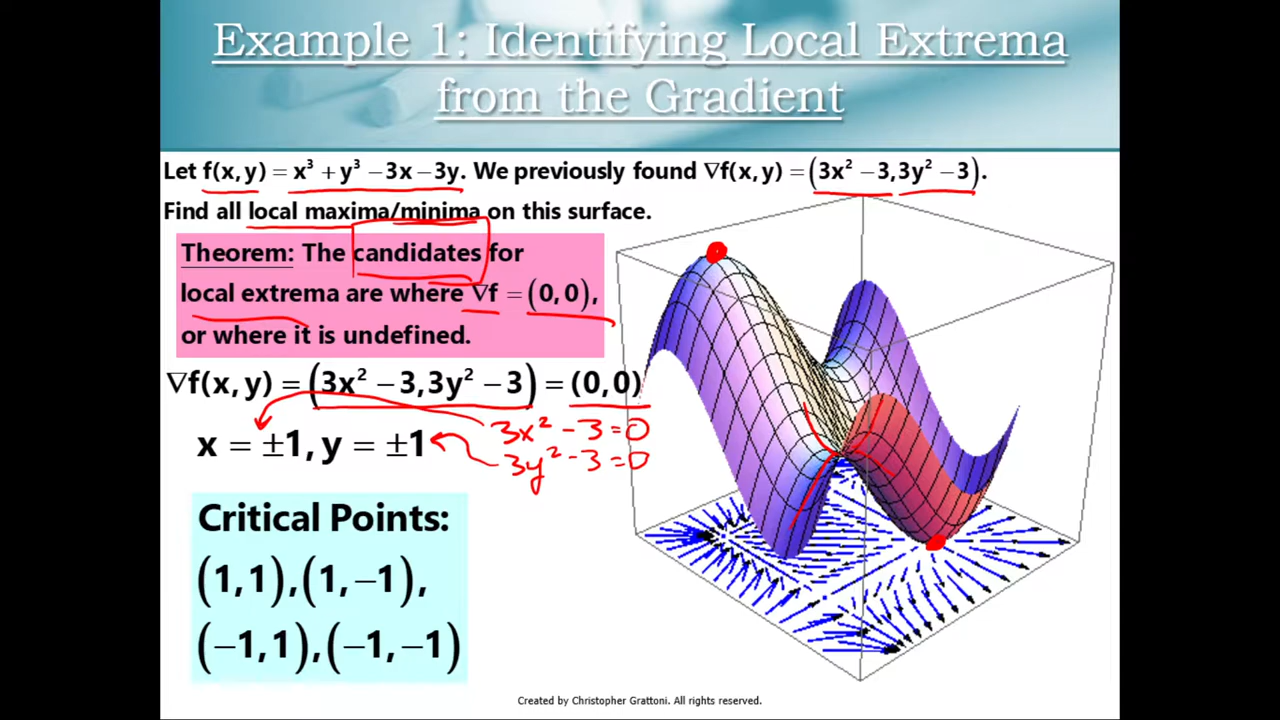 Example 1: Identifying Local Extrema
from the Gradient
Let f(x,y) = x³ + y³ − 3x − 3y. We previously found ∇f(x,y) = (3x² − 3, 3y² − 3).
Find all local maxima/minima on this surface.
Theorem: The candidates for
local extrema are where ∇f = (0,0),
or where it is undefined.
∇f(x,y) = (3x² − 3, 3y² − 3) = (0,0)
3x² − 3 = 0
x = ±1, y = ±1
3y² − 3 = 0
Critical Points:
(1,1), (1,−1),
(−1,1), (−1,−1)
Created by Christopher Grattoni. All rights reserved.